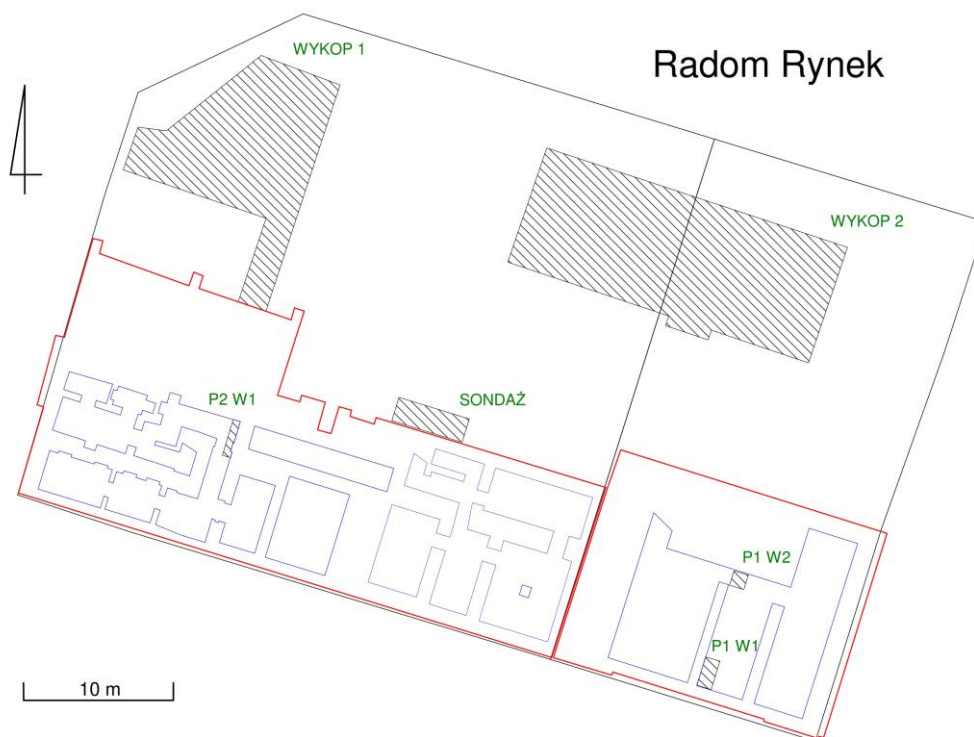 WYKOP 1
Radom Rynek
WYKOP 2
P2 W1
SONDAŻ
P1 W2
P1 W1
10 m